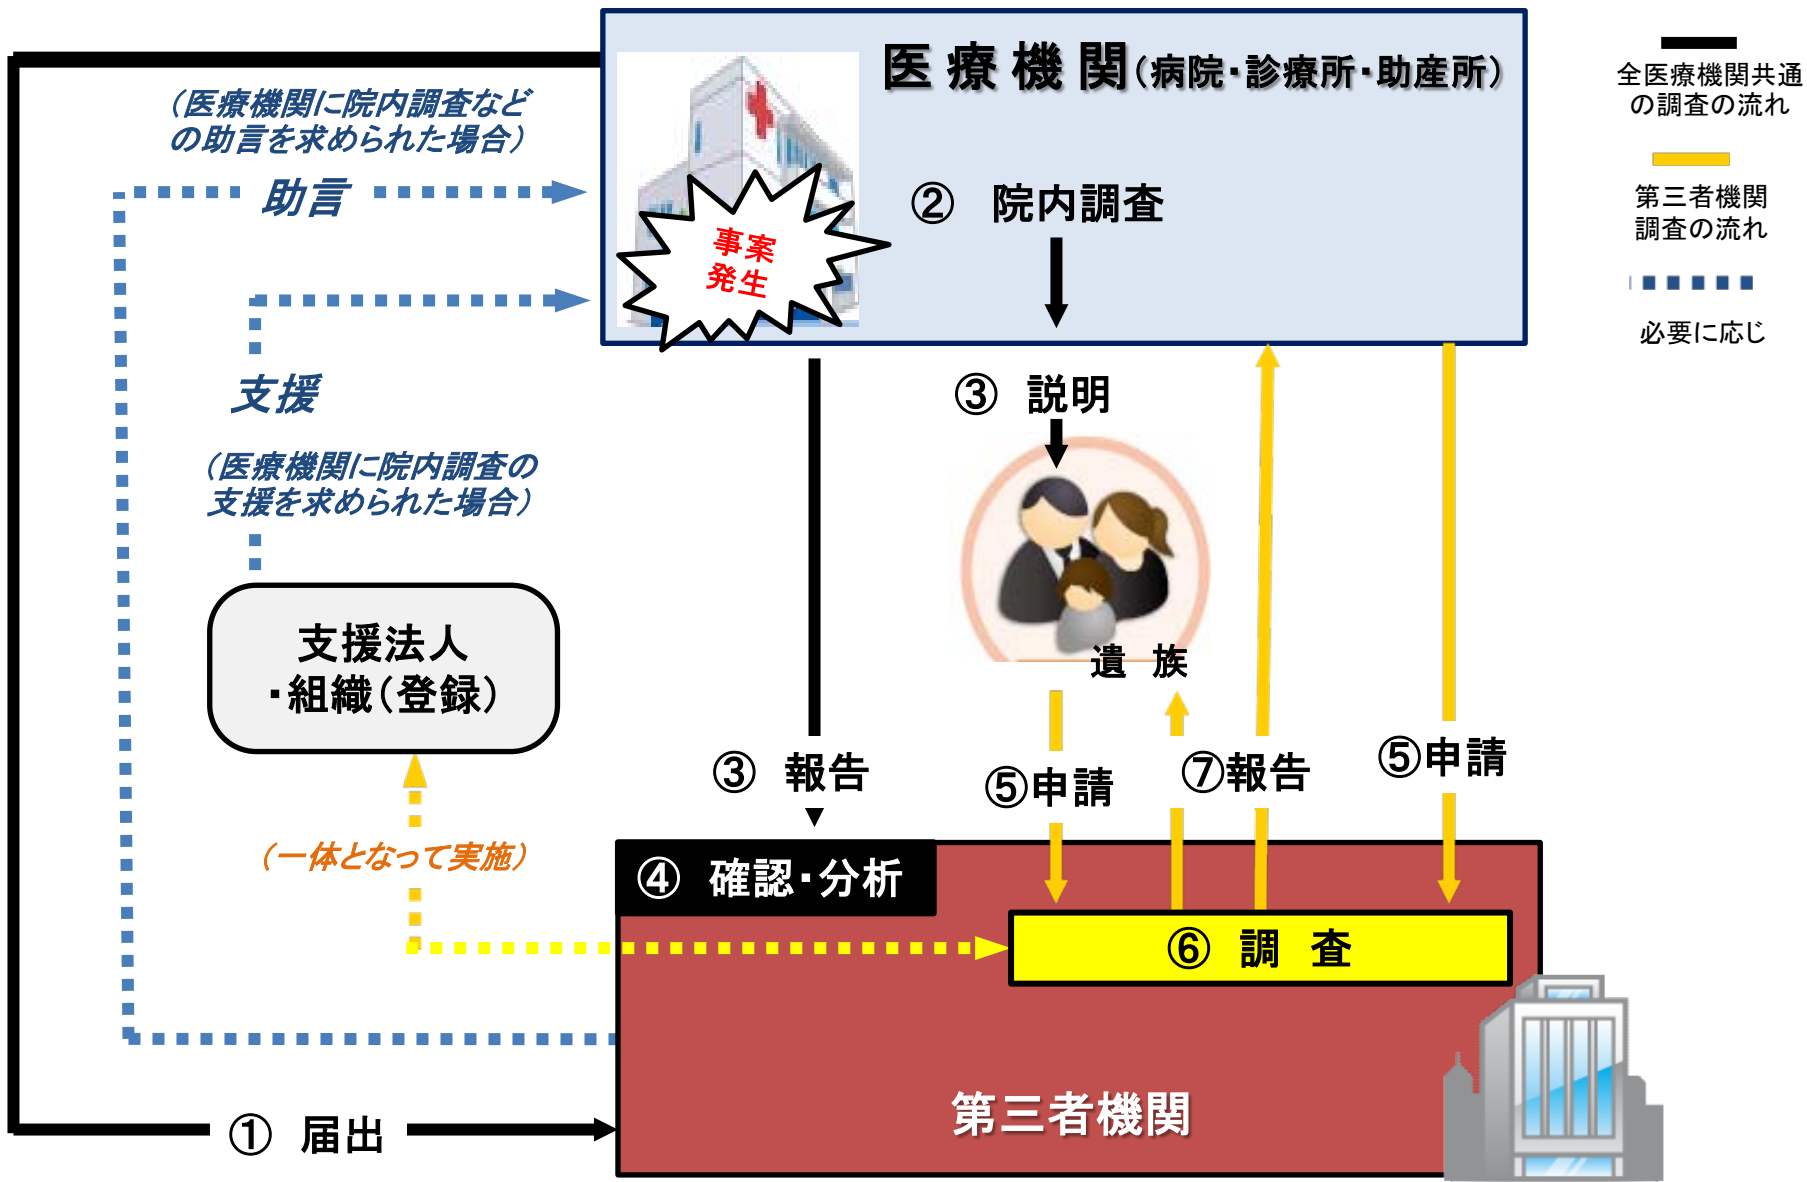 医療機関（病院・診療所・助産所）
全医療機関共通
の調査の流れ
第三者機関
調査の流れ
必要に応じ
（医療機関に院内調査など
の助言を求められた場合）
助言
② 院内調査
事案
発生
支援
（医療機関に院内調査の
支援を求められた場合）
③ 説明
支援法人
・組織（登録）
遺 族
③ 報告
⑤申請
⑦報告
⑤申請
（一体となって実施）
④ 確認・分析
⑥ 調 査
第三者機関
① 届出